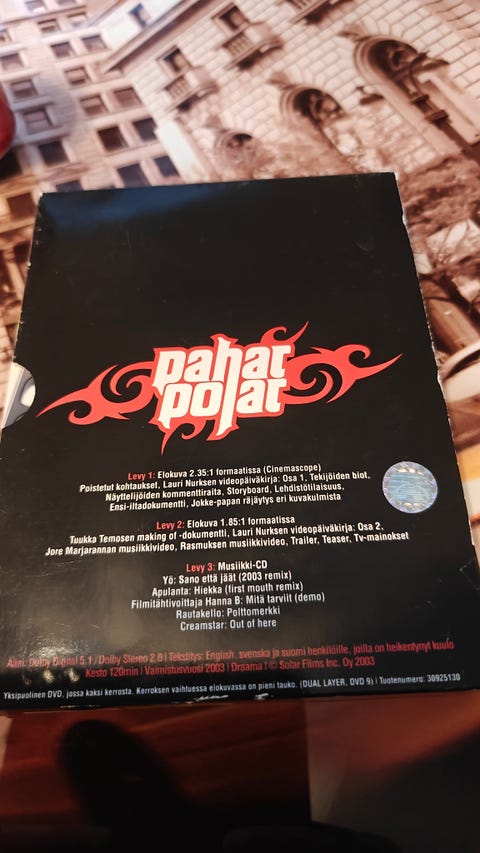 pahat
pojat
Levy 1: Elokuva 2.35:1 formaatissa (Cinemascope)
Poistetut kohtaukset, Lauri Nurksen videopäiväkirja: Osa 1, Tekijöiden biot,
Näyttelijöiden kommenttiraita, Storyboard, Lehdistötilaisuus,
Ensi-iltadokumentti, Jokke-papan räjäytys eri kuvakulmista
Levy 2: Elokuva 1.85:1 formaatissa
Tuukka Temosen making of -dokumentti, Lauri Nurksen videopäiväkirja: Osa 2,
Jore Marjarannan musiikkivideo, Rasmuksen musiikkivideo, Trailer, Teaser, Tv-mainokset
Levy 3: Musiikki-CD
Yö: Sano että jäät (2003 remix)
Apulanta: Hiekka (first mouth remix)
Filmitähtivoittaja Hanna B: Mitä tarviit (demo)
Rautakello: Polttomerkki
Creamstar: Out of here
Ääni: Dolby Digital 5.1 / Dolby Stereo 2.0 | Tekstitys: English, svenska ja suomi henkilöille, joilla on heikentynyt kuulo
Kesto 120min | Valmistusvuosi 2003 | Draama | © Solar Films Inc. Oy 2003
Yksipuolinen DVD, jossa kaksi kerrosta. Kerroksen vaihtuessa elokuvassa on pieni tauko. (DUAL LAYER, DVD 9) | Tuotenumero: 30925130